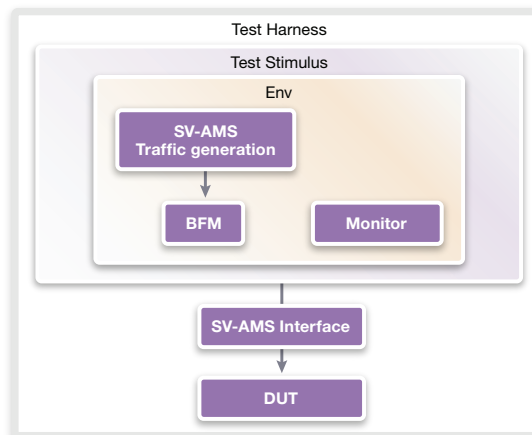 Test Harness
Test Stimulus
Env
SV-AMS
Traffic generation
BFM
Monitor
SV-AMS Interface
DUT